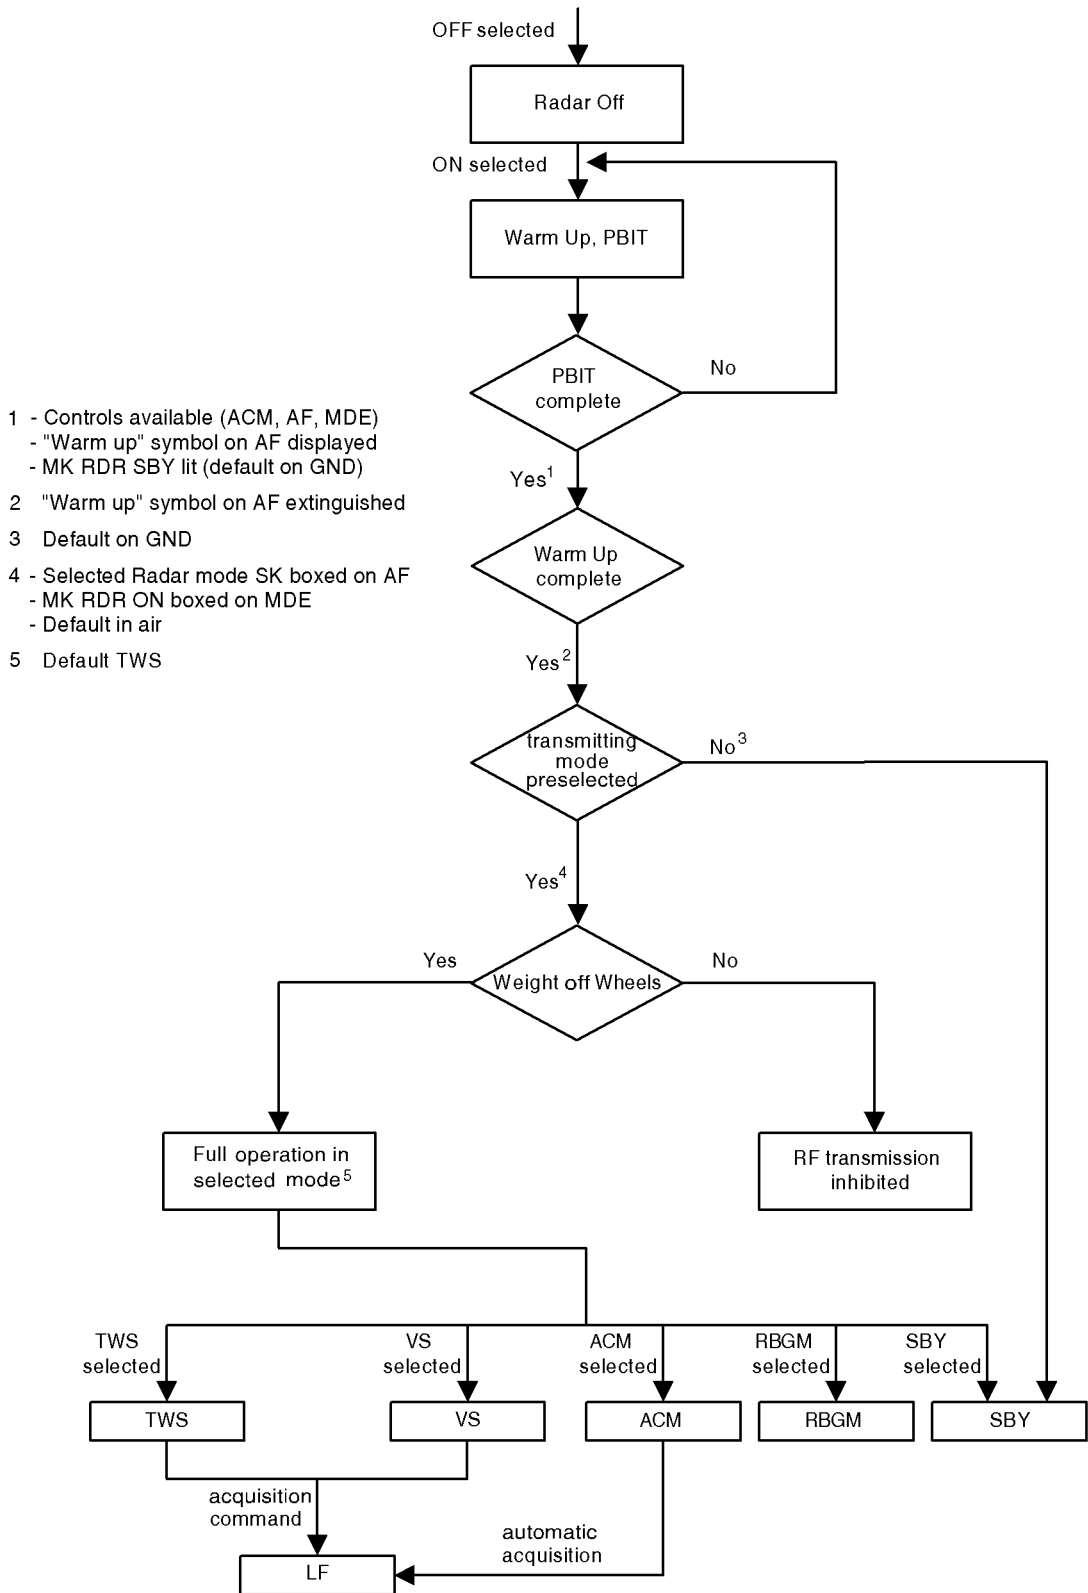 OFF selected
Radar Off
ON selected
Warm Up, PBIT
PBIT
complete
No
1 - Controls available (ACM, AF, MDE)
- "Warm up" symbol on AF displayed
- MK RDR SBY lit (default on GND)
2 "Warm up" symbol on AF extinguished
3 Default on GND
4 - Selected Radar mode SK boxed on AF
- MK RDR ON boxed on MDE
- Default in air
5 Default TWS
Yes1
Warm Up
complete
Yes2
transmitting
mode
preselected
No3
Yes4
Weight off Wheels
Yes
No
Full operation in
selected mode5
RF transmission
inhibited
TWS
selected
VS
selected
ACM
selected
RBGM
selected
SBY
selected
TWS
VS
ACM
RBGM
SBY
acquisition
command
automatic
acquisition
LF